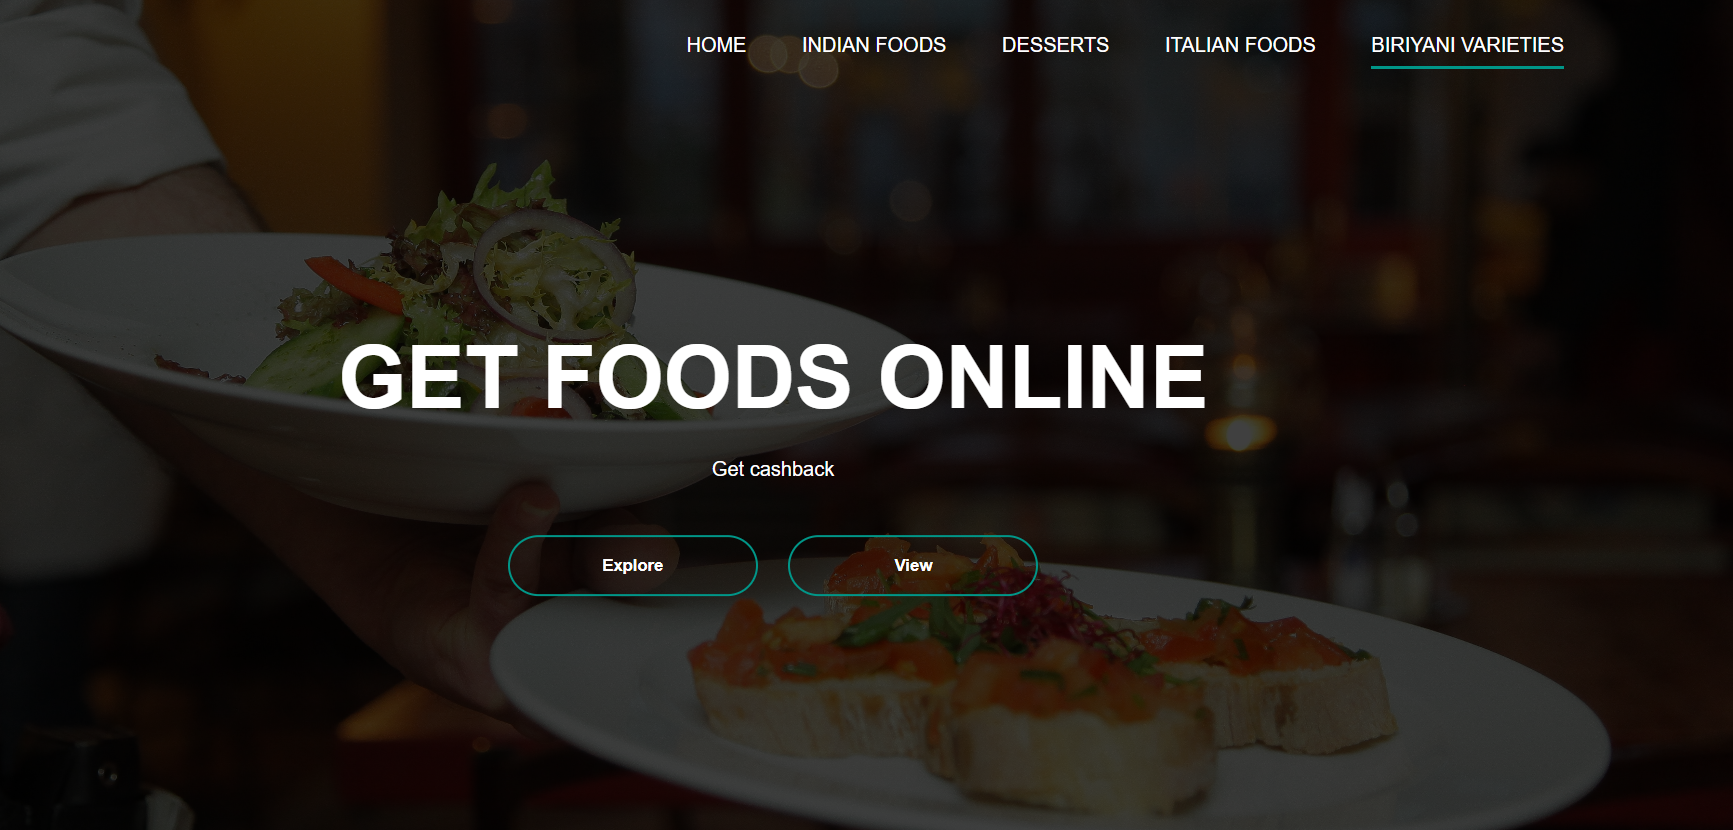 HOME INDIAN FOODS DESSERTS ITALIAN FOODS BIRIYANI VARIETIES
GET FOODS ONLINE
Get cashback
Explore View